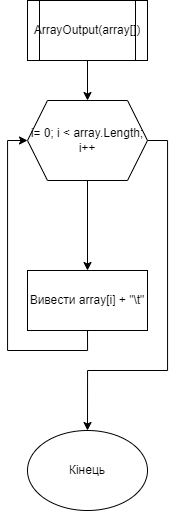 ArrayOutput(array[])
i= 0; i < array.Length;
i++
Вивести array[i] + "\t"
Кінець